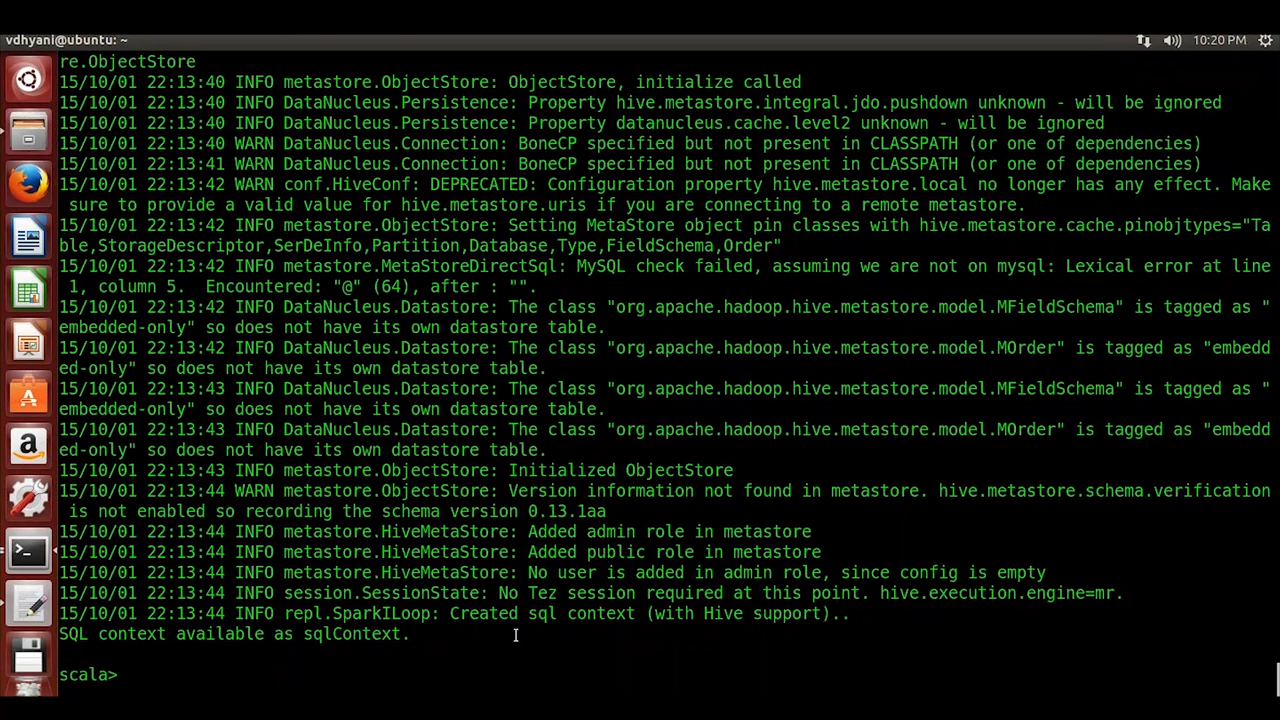 vdhyani@ubuntu: ~
10:20 PM
re.ObjectStore
15/10/01 22:13:40 INFO metastore.ObjectStore: ObjectStore, initialize called
15/10/01 22:13:40 INFO DataNucleus.Persistence: Property hive.metastore.integral.jdo.pushdown unknown - will be ignored
15/10/01 22:13:40 INFO DataNucleus.Persistence: Property datanucleus.cache.level2 unknown - will be ignored
15/10/01 22:13:40 WARN DataNucleus.Connection: BoneCP specified but not present in CLASSPATH (or one of dependencies)
15/10/01 22:13:41 WARN DataNucleus.Connection: BoneCP specified but not present in CLASSPATH (or one of dependencies)
15/10/01 22:13:42 WARN conf.HiveConf: DEPRECATED: Configuration property hive.metastore.local no longer has any effect. Make
sure to provide a valid value for hive.metastore.uris if you are connecting to a remote metastore.
15/10/01 22:13:42 INFO metastore.ObjectStore: Setting MetaStore object pin classes with hive.metastore.cache.pinobjtypes="Ta
ble,StorageDescriptor,SerDeInfo,Partition,Database,Type,FieldSchema,Order"
15/10/01 22:13:42 INFO metastore.MetaStoreDirectSql: MySQL check failed, assuming we are not on mysql: Lexical error at line
1, column 5.  Encountered: "@" (64), after : "".
15/10/01 22:13:42 INFO DataNucleus.Datastore: The class "org.apache.hadoop.hive.metastore.model.MFieldSchema" is tagged as "
embedded-only" so does not have its own datastore table.
15/10/01 22:13:42 INFO DataNucleus.Datastore: The class "org.apache.hadoop.hive.metastore.model.MOrder" is tagged as "embedd
ed-only" so does not have its own datastore table.
15/10/01 22:13:43 INFO DataNucleus.Datastore: The class "org.apache.hadoop.hive.metastore.model.MFieldSchema" is tagged as "
embedded-only" so does not have its own datastore table.
15/10/01 22:13:43 INFO DataNucleus.Datastore: The class "org.apache.hadoop.hive.metastore.model.MOrder" is tagged as "embedd
ed-only" so does not have its own datastore table.
15/10/01 22:13:43 INFO metastore.ObjectStore: Initialized ObjectStore
15/10/01 22:13:44 WARN metastore.ObjectStore: Version information not found in metastore. hive.metastore.schema.verification
is not enabled so recording the schema version 0.13.1aa
15/10/01 22:13:44 INFO metastore.HiveMetaStore: Added admin role in metastore
15/10/01 22:13:44 INFO metastore.HiveMetaStore: Added public role in metastore
15/10/01 22:13:44 INFO metastore.HiveMetaStore: No user is added in admin role, since config is empty
15/10/01 22:13:44 INFO session.SessionState: No Tez session required at this point. hive.execution.engine=mr.
15/10/01 22:13:44 INFO repl.SparkILoop: Created sql context (with Hive support)..
SQL context available as sqlContext.
scala>